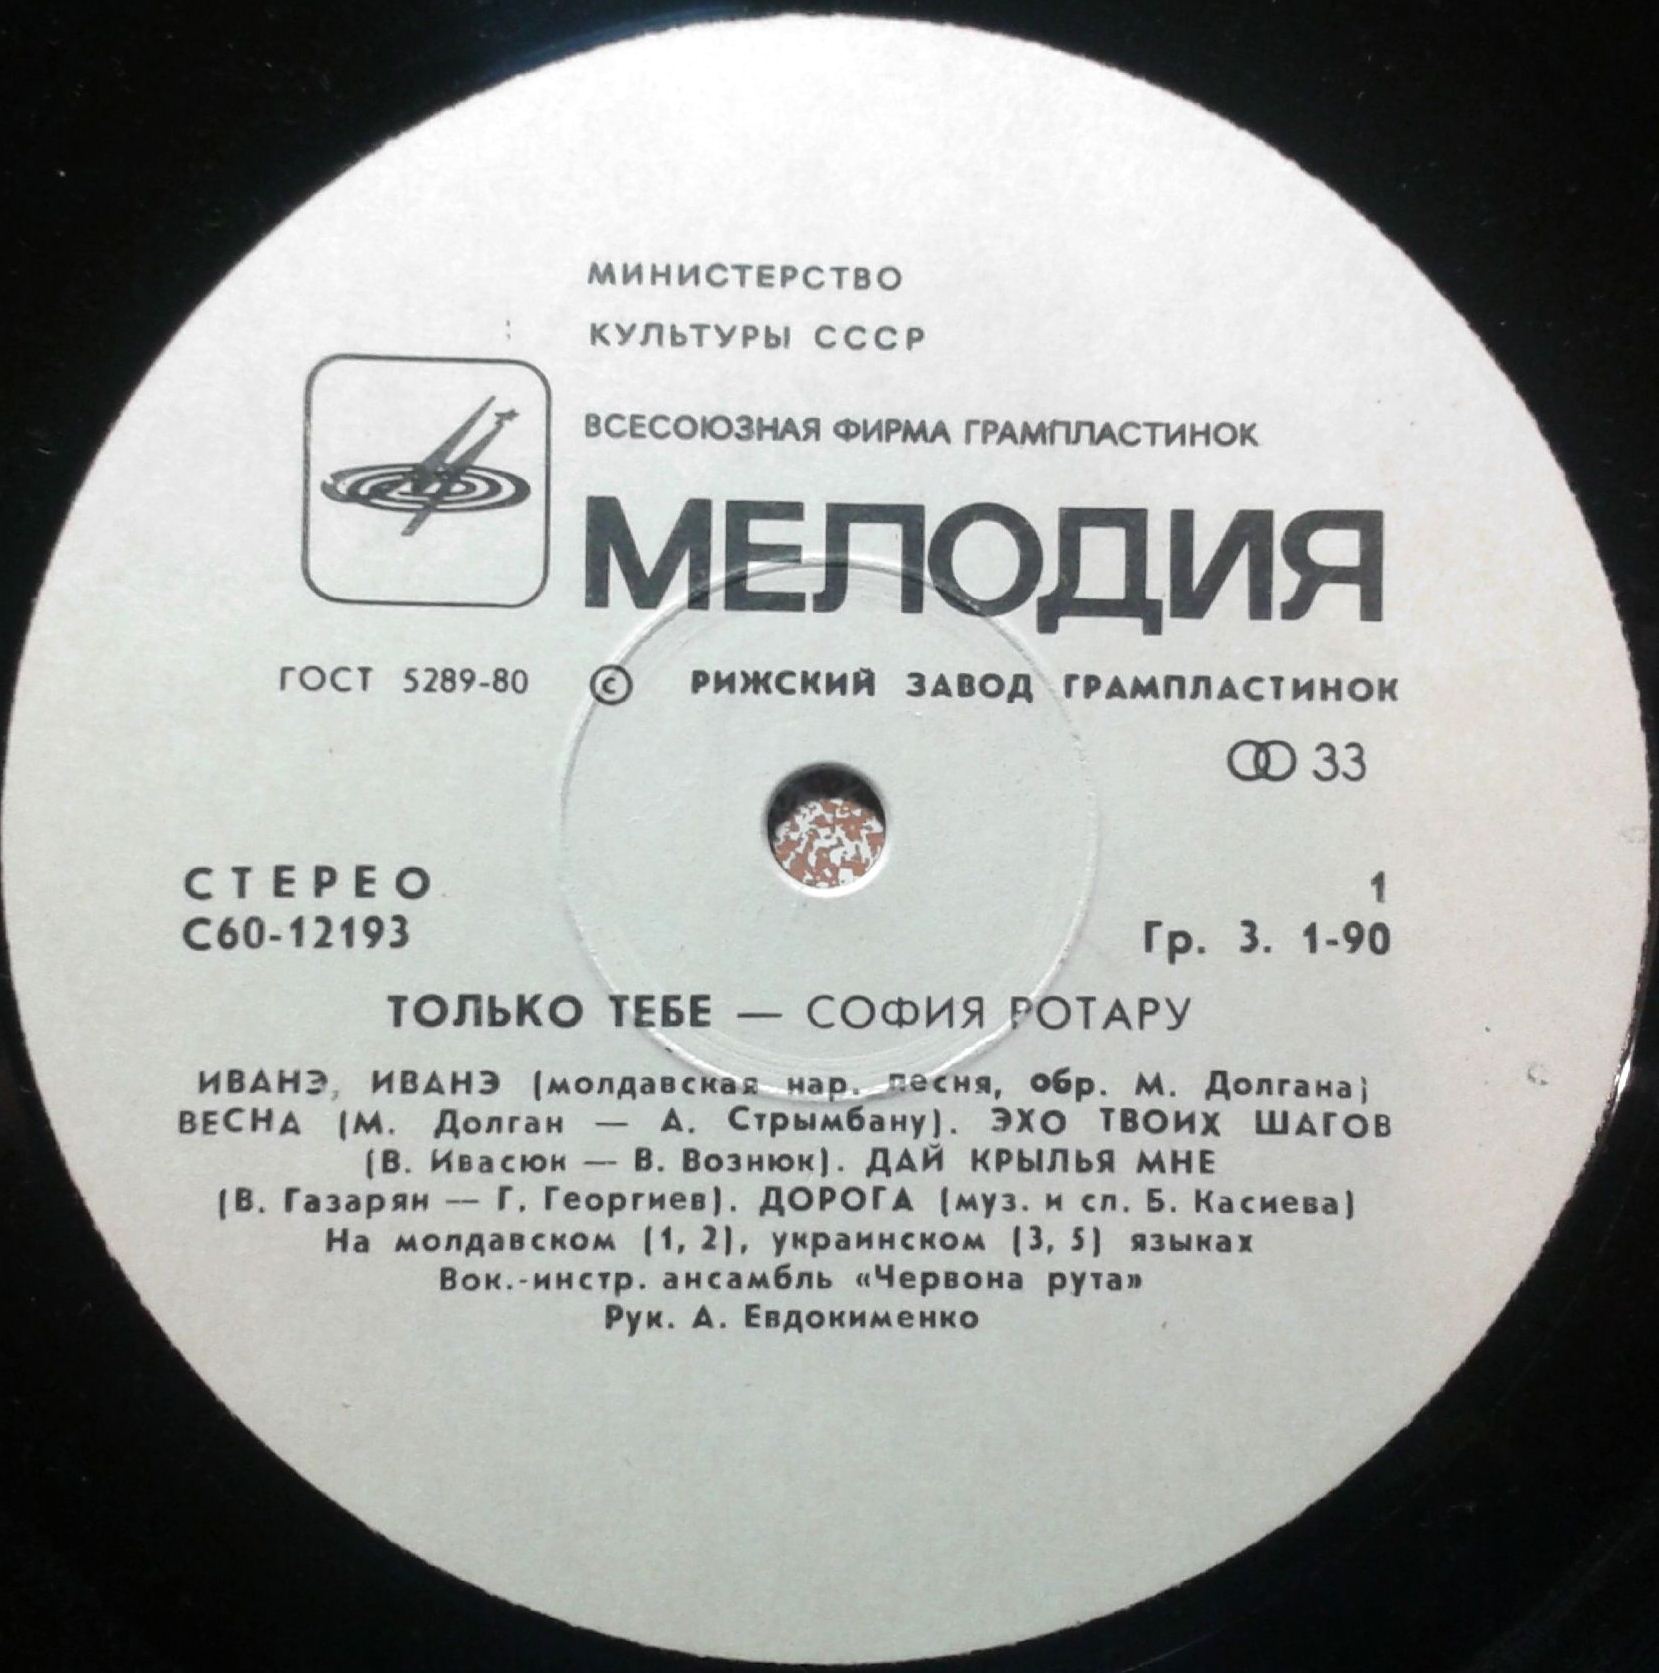 МИНИСТЕРСТВО
КУЛЬТУРЫ СССР
ВСЕСОЮЗНАЯ ФИРМА ГРАМПЛАСТИНОК
МЕЛОДИЯ
ГОСТ 5289-80 © РИЖСКИЙ ЗАВОД ГРАМПЛАСТИНОК
33
СТЕРЕО 1
С60-12193 Гр. 3. 1-90
ТОЛЬКО ТЕБЕ — СОФИЯ РОТАРУ
ИВАНЭ, ИВАНЭ (молдавская нар. песня, обр. М. Долгана)
ВЕСНА (М. Долган — А. Стрымбану). ЭХО ТВОИХ ШАГОВ
(В. Ивасюк — В. Вознюк). ДАЙ КРЫЛЬЯ МНЕ
(В. Газарян — Г. Георгиев). ДОРОГА (муз. и сл. Б. Касиева)
На молдавском (1, 2), украинском (3, 5) языках
Вок.-инстр. ансамбль «Червона рута»
Рук. А. Евдокименко